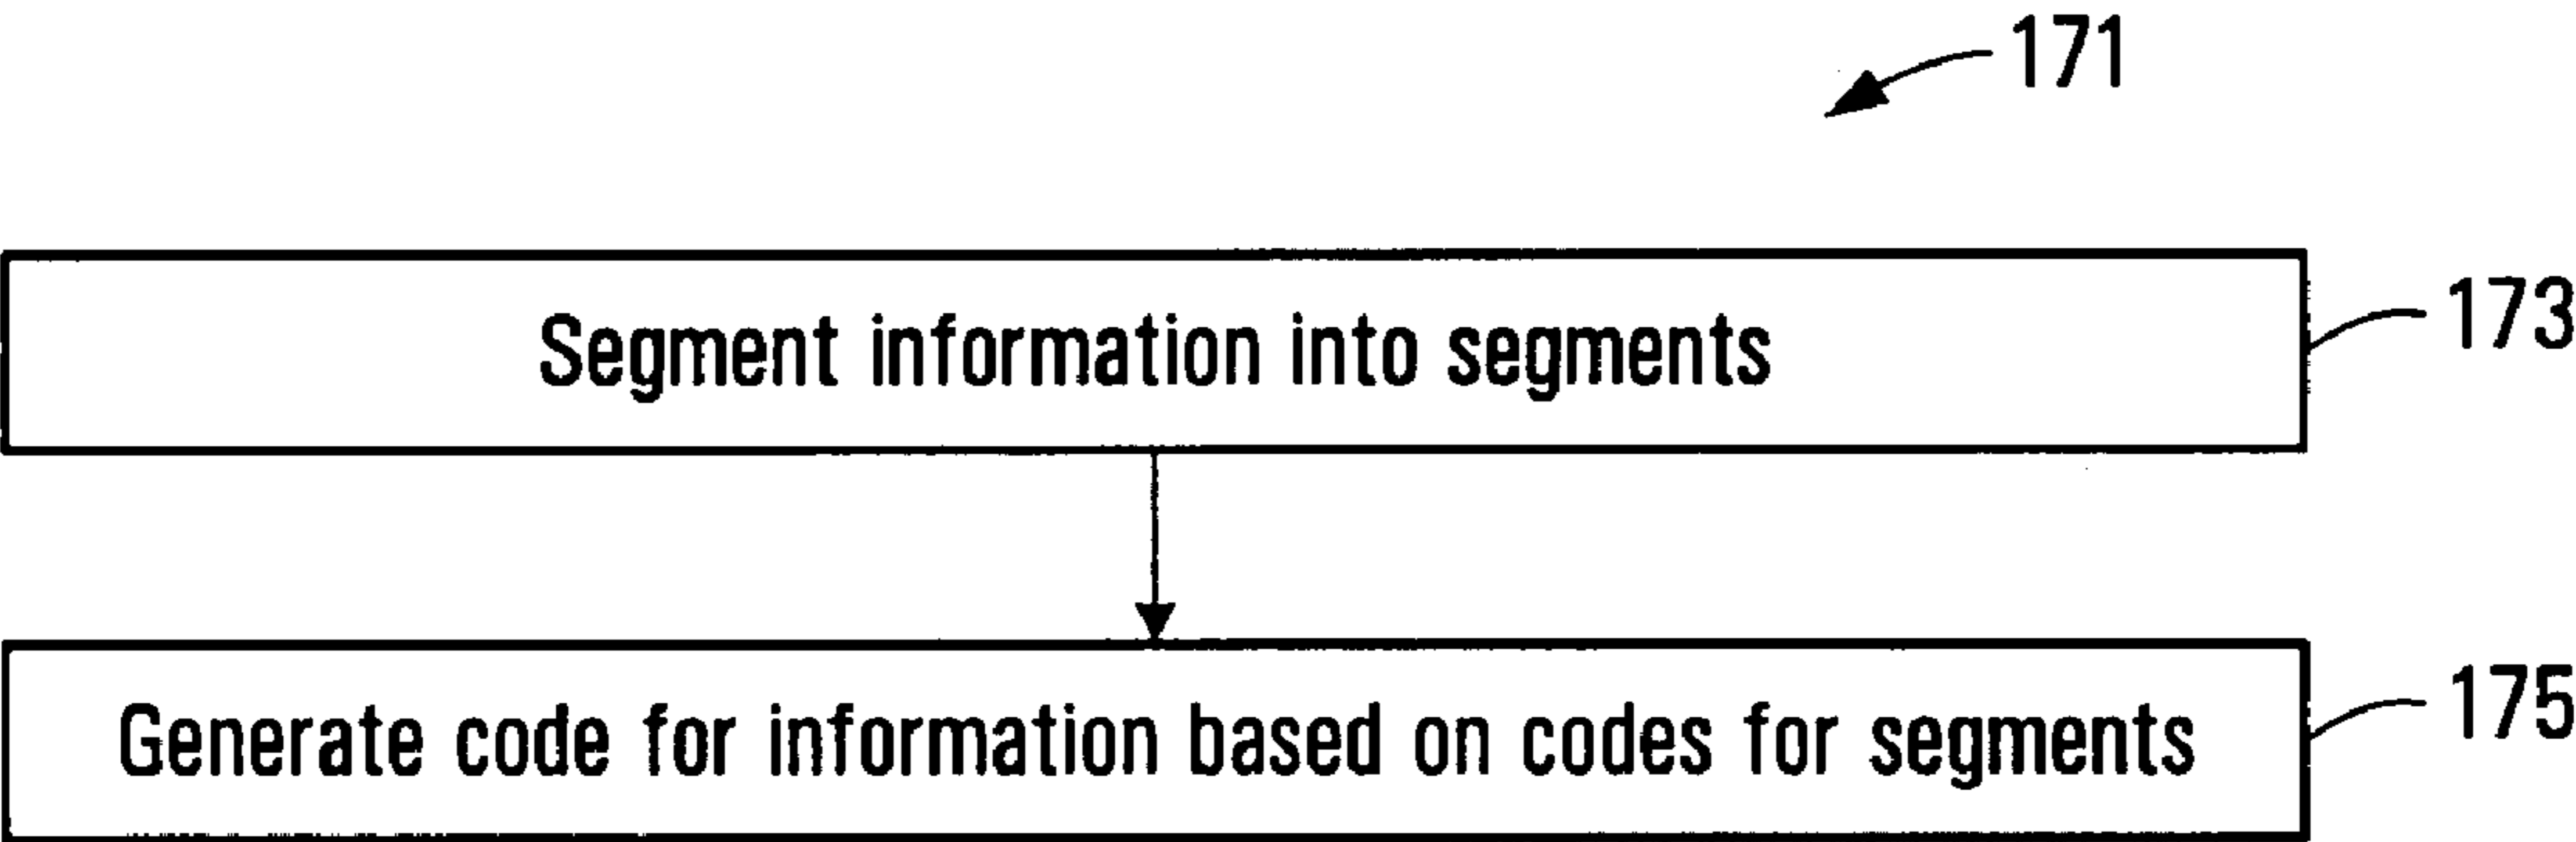 171
Segment information into segments
173
Generate code for information based on codes for segments
175